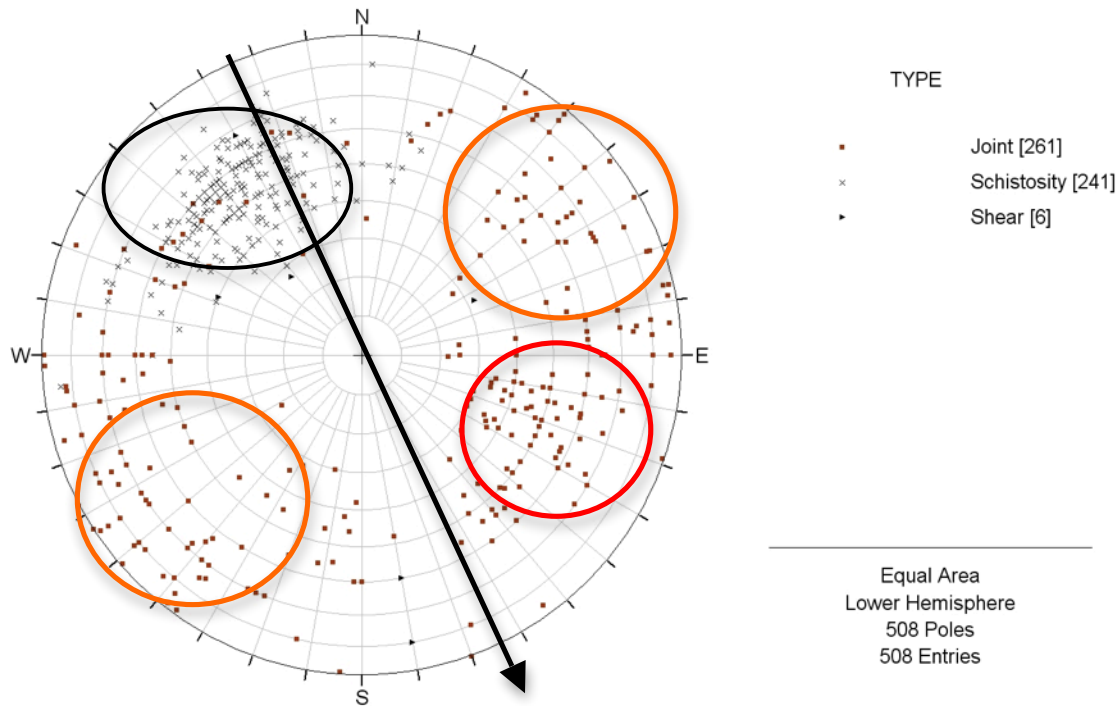 N
TYPE
Joint [261]
Schistosity [241]
Shear [6]
W
E
S
Equal Area
Lower Hemisphere
508 Poles
508 Entries